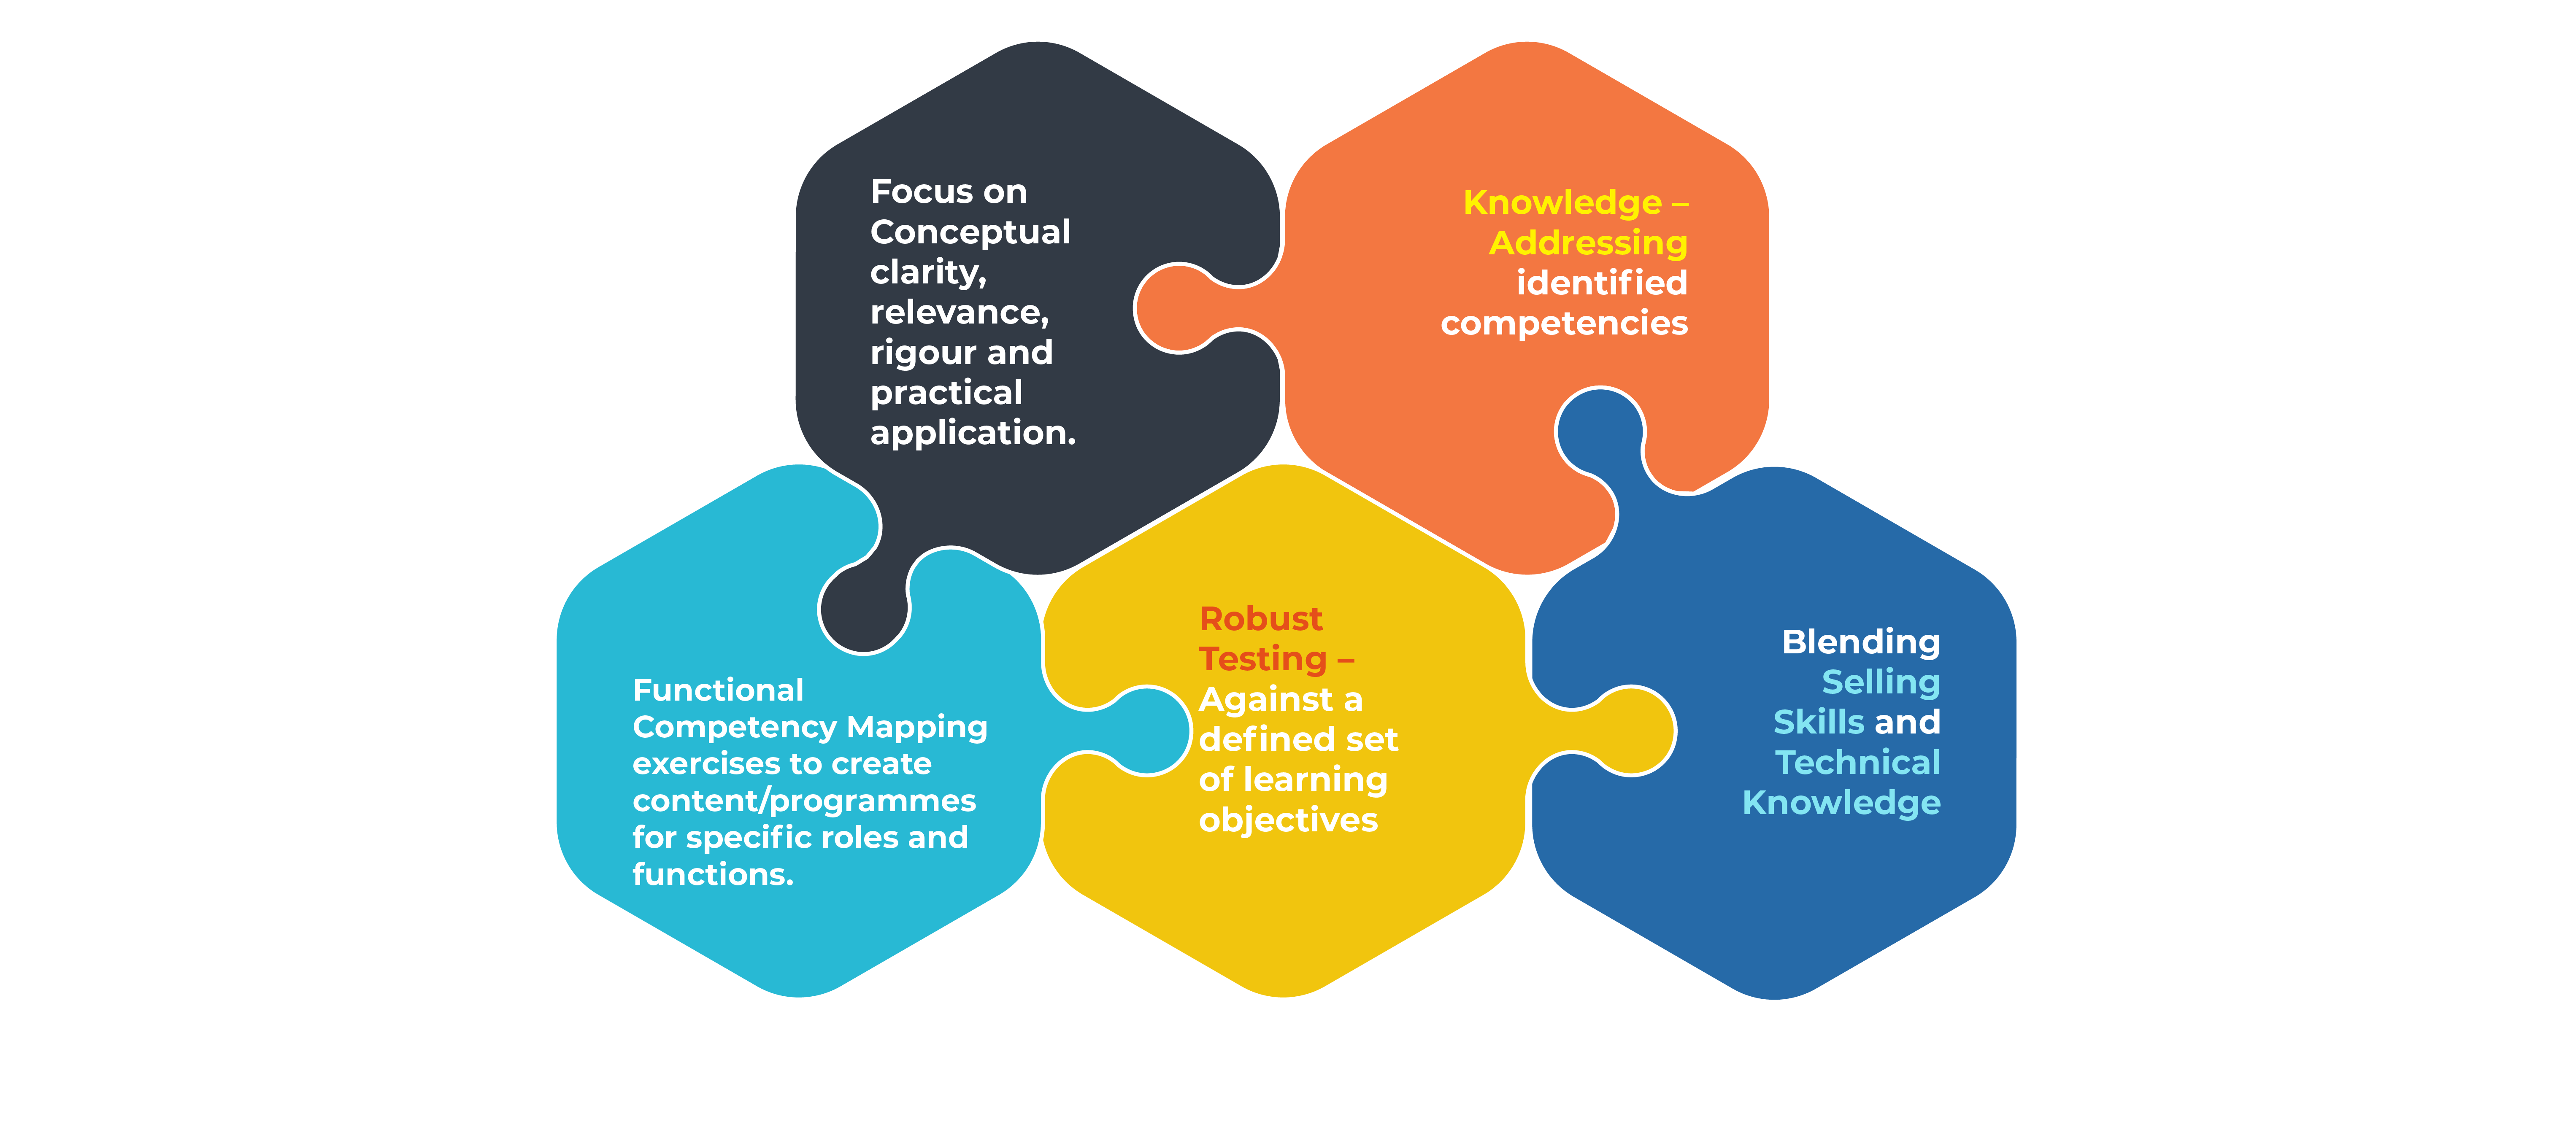 Focus on
Conceptual
clarity,
relevance,
rigour and
practical
application.
Knowledge –
Addressing
identified
competencies
Functional
Competency Mapping
exercises to create
content/programmes
for specific roles and
functions.
Robust
Testing –
Against a
defined set
of learning
objectives
Blending
Selling
Skills and
Technical
Knowledge